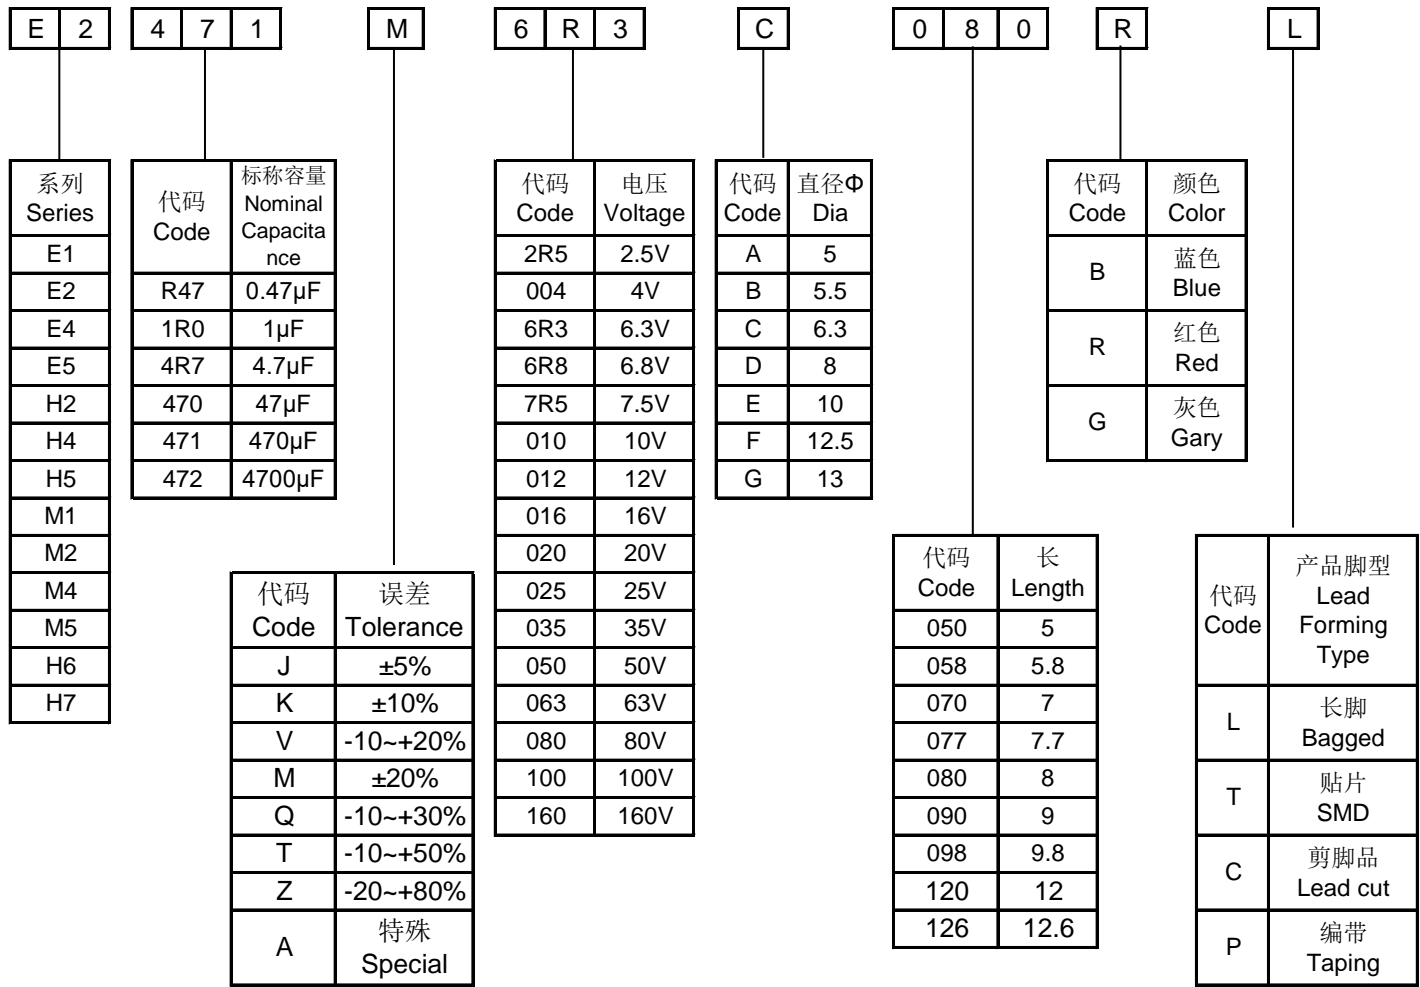 E 2 4 7 1 M 6 R 3 C 0 8 0 R L
系列
Series
E1
E2
E4
E5
H2
H4
H5
M1
M2
M4
M5
H6
H7
代码
Code
标称容量
Nominal
Capacita
nce
R47 0.47µF
1R0 1µF
4R7 4.7µF
470 47µF
471 470µF
472 4700µF
代码 误差
Code Tolerance
J ±5%
K ±10%
V -10~+20%
M ±20%
Q -10~+30%
T -10~+50%
Z -20~+80%
A
特殊
Special
代码 电压
Code Voltage
2R5 2.5V
004 4V
6R3 6.3V
6R8 6.8V
7R5 7.5V
010 10V
012 12V
016 16V
020 20V
025 25V
035 35V
050 50V
063 63V
080 80V
100 100V
160 160V
代码 直径Φ
Code Dia
A 5
B 5.5
C 6.3
D 8
E 10
F 12.5
G 13
代码 长
Code Length
050 5
058 5.8
070 7
077 7.7
080 8
090 9
098 9.8
120 12
126 12.6
代码 颜色
Code Color
B
蓝色
Blue
R
红色
Red
G
灰色
Gary
代码
Code
产品脚型
Lead
Forming
Type
L
长脚
Bagged
T
贴片
SMD
C
剪脚品
Lead cut
P
编带
Taping